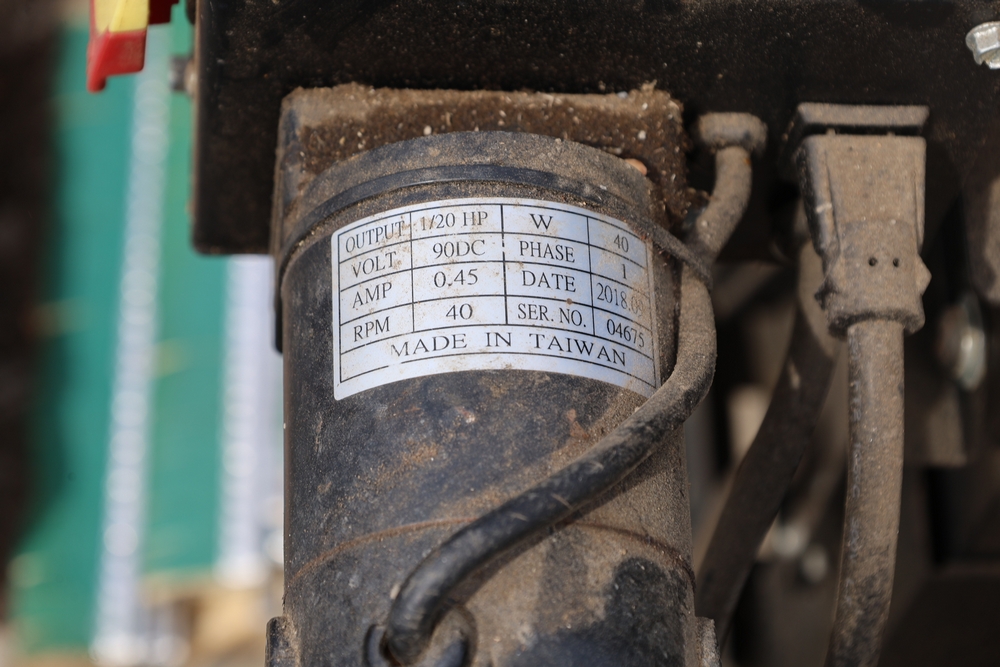 OUTPUT 1/20 HP W 40
VOLT 90DC PHASE 1
AMP 0.45 DATE
RPM 40 SER. NO. 04675
MADE IN TAIWAN